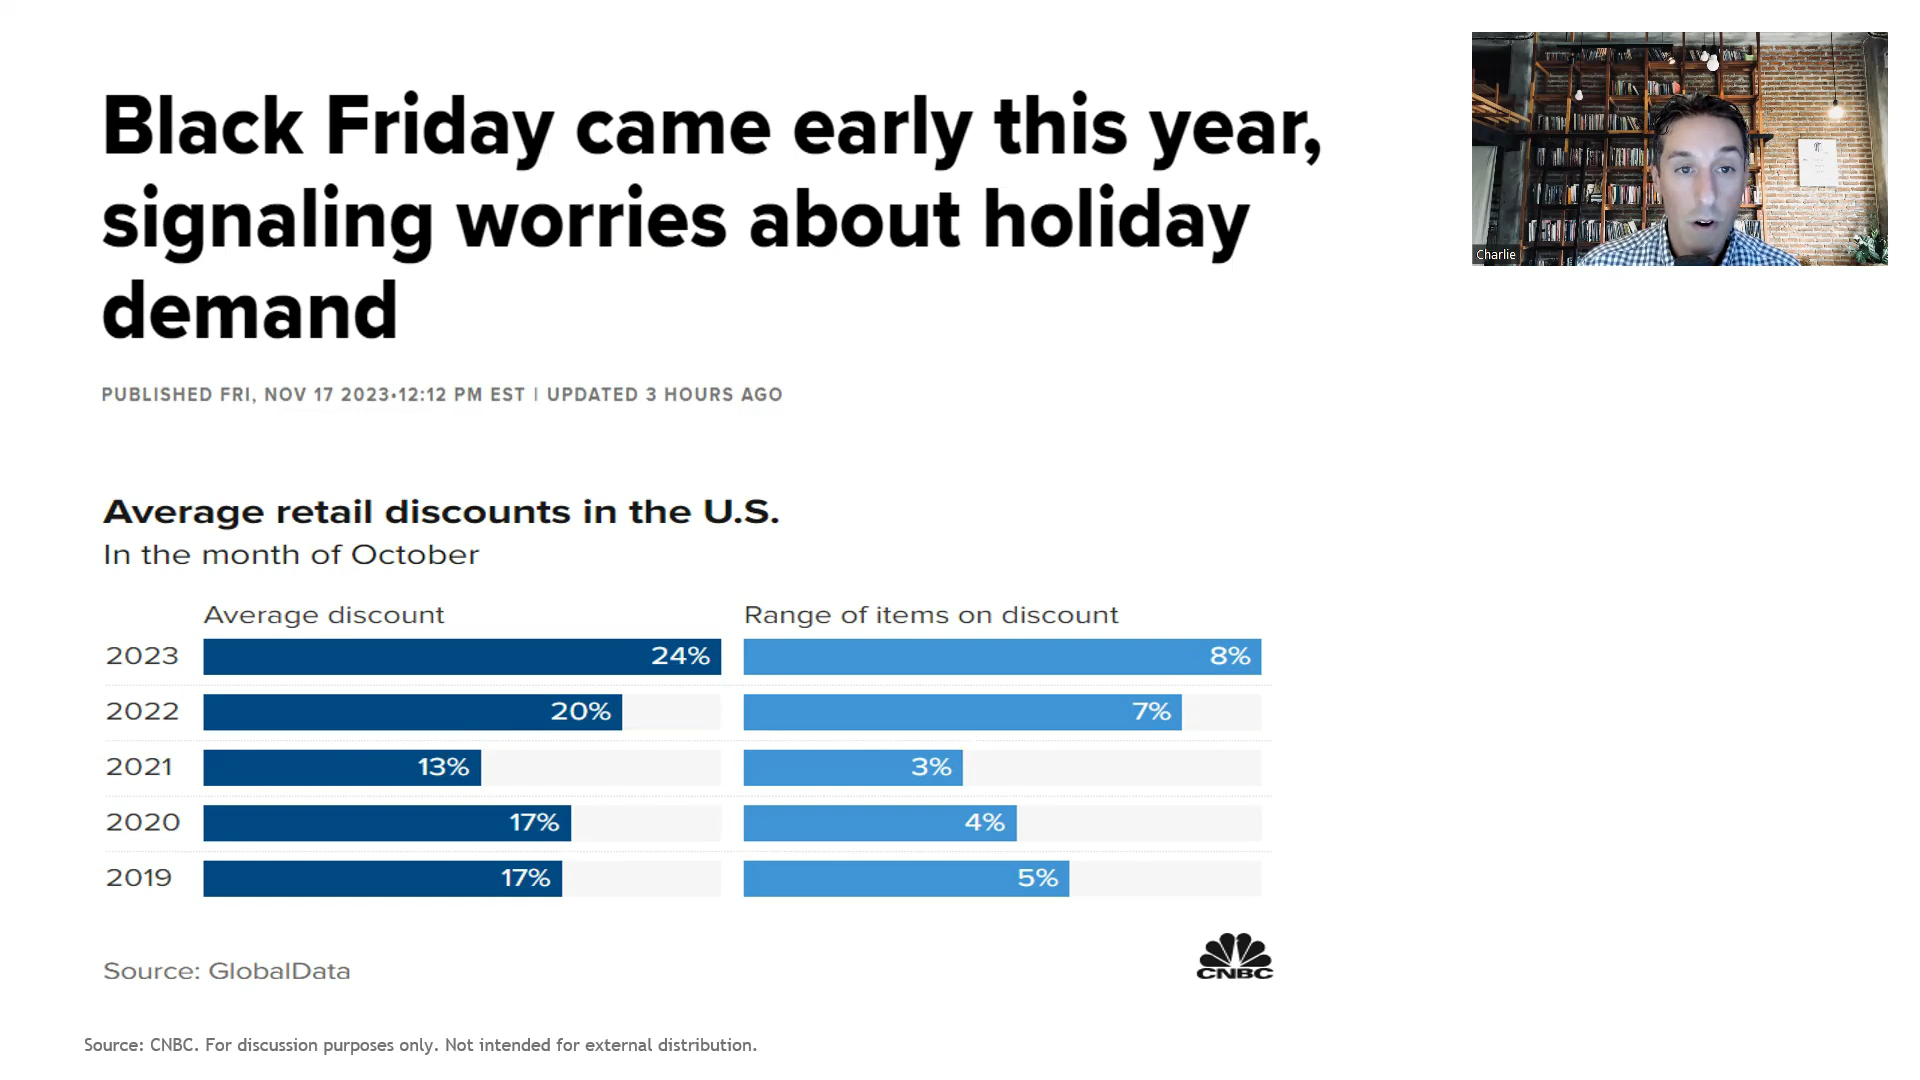 Black Friday came early this year,
signaling worries about holiday
demand
PUBLISHED FRI, NOV 17 2023•12:12 PM EST | UPDATED 3 HOURS AGO
Charlie
Average retail discounts in the U.S.
In the month of October
Average discount Range of items on discount
2023 24% 8%
2022 20% 7%
2021 13% 3%
2020 17% 4%
2019 17% 5%
Source: GlobalData
CNBC
Source: CNBC. For discussion purposes only. Not intended for external distribution.